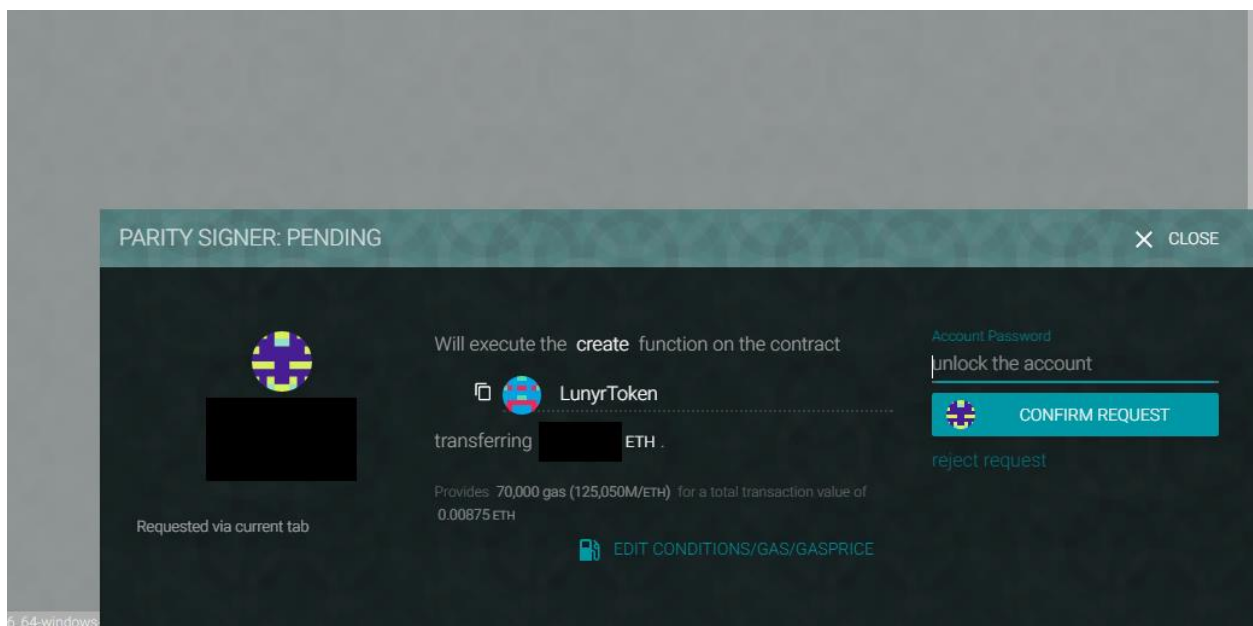 PARITY SIGNER: PENDING
CLOSE
Requested via current tab
Will execute the create function on the contract
LunyrToken
transferring ETH .
Provides 70,000 gas (125,050M/ETH) for a total transaction value of
0.00875 ETH
EDIT CONDITIONS/GAS/GASPRICE
Account Password
unlock the account
CONFIRM REQUEST
reject request
6_64-windows-